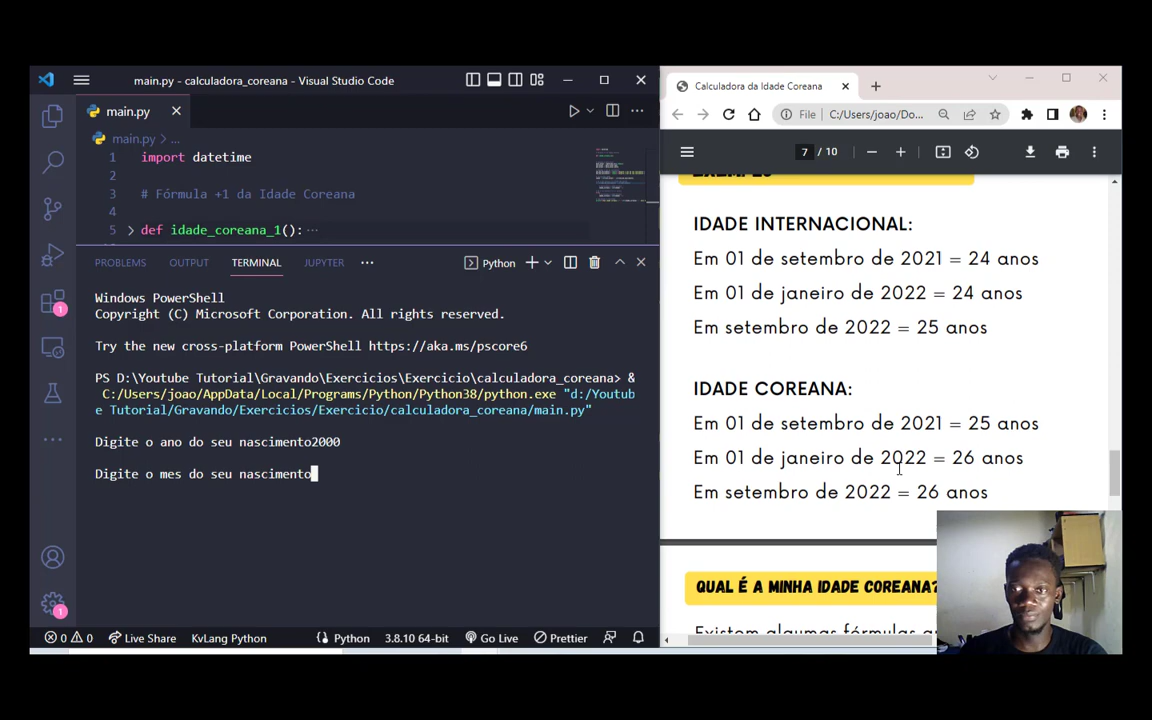 main.py - calculadora_coreana - Visual Studio Code
main.py
main.py > ...
1 import datetime
2
3 # Fórmula +1 da Idade Coreana
4
5 def idade_coreana_1(): ...
PROBLEMS OUTPUT TERMINAL JUPYTER ...
Python
Windows PowerShell
Copyright (C) Microsoft Corporation. All rights reserved.
Try the new cross-platform PowerShell https://aka.ms/pscore6
PS D:\Youtube Tutorial\Gravando\Exercicios\Exercicio\calculadora_coreana> &
C:/Users/joao/AppData/Local/Programs/Python/Python38/python.exe "d:/Youtub
e Tutorial/Gravando/Exercicios/Exercicio/calculadora_coreana/main.py"
Digite o ano do seu nascimento2000
Digite o mes do seu nascimento
1
1
0 0 Live Share KvLang Python Python 3.8.10 64-bit Go Live Prettier
Calculadora da Idade Coreana
File C:/Users/joao/Do...
7 / 10
EXEMPLO
IDADE INTERNACIONAL:
Em 01 de setembro de 2021 = 24 anos
Em 01 de janeiro de 2022 = 24 anos
Em setembro de 2022 = 25 anos
IDADE COREANA:
Em 01 de setembro de 2021 = 25 anos
Em 01 de janeiro de 2022 = 26 anos
Em setembro de 2022 = 26 anos
QUAL É A MINHA IDADE COREANA?
Existem algumas fórmulas